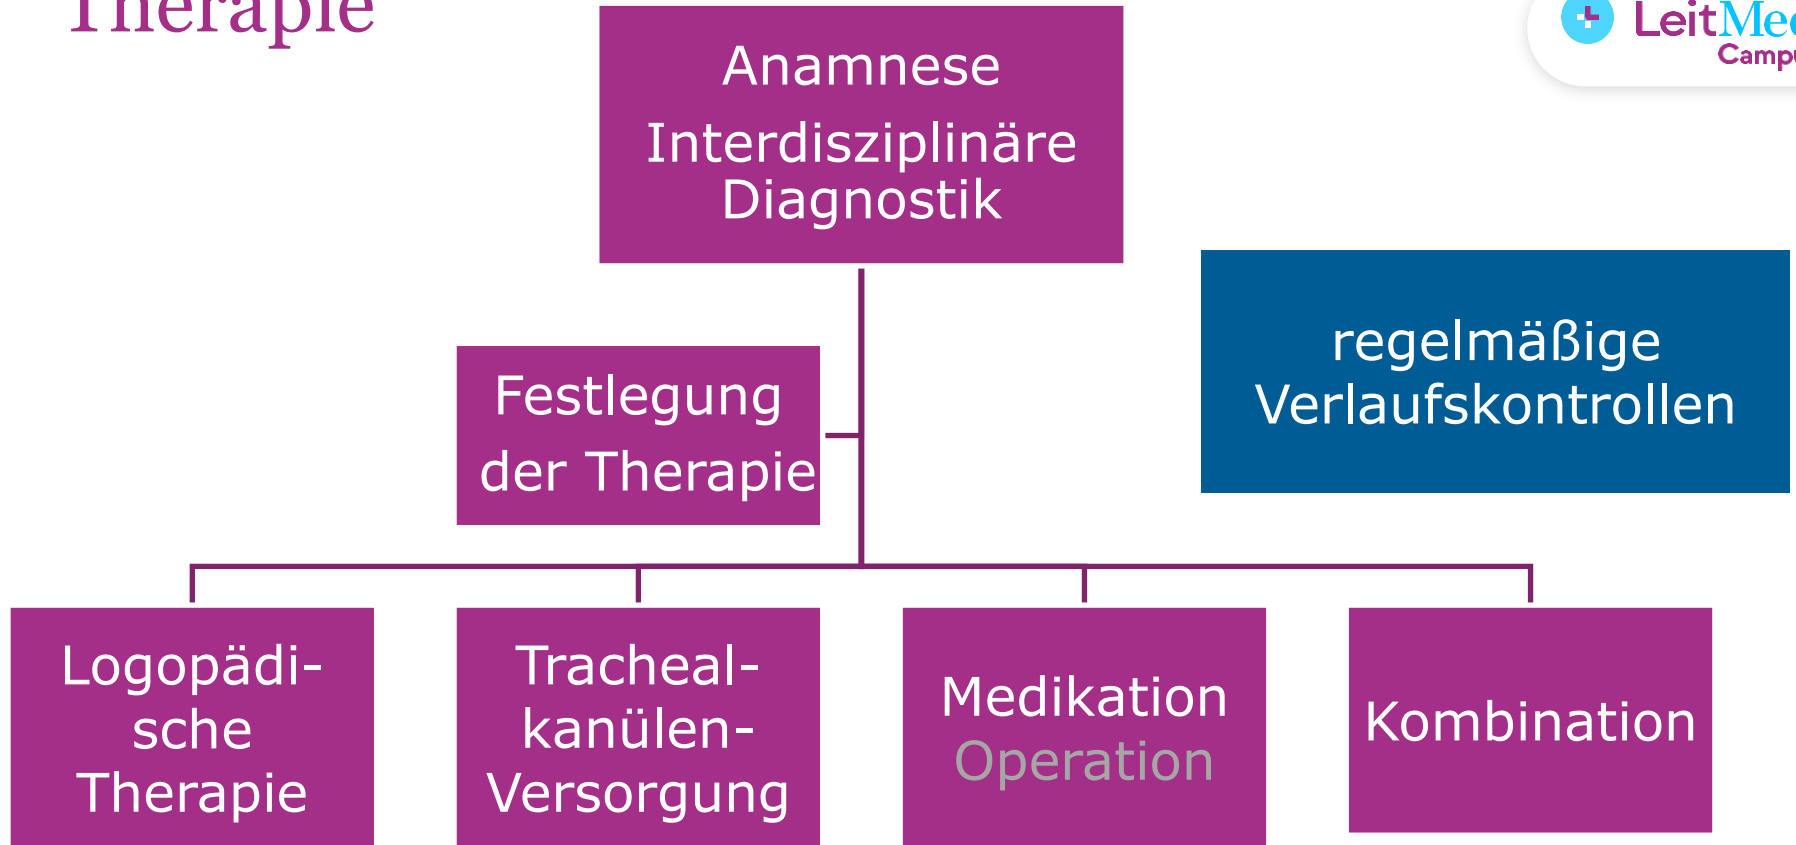 Therapie
Anamnese
Interdisziplinäre
Diagnostik
regelmäßige
Verlaufskontrollen
Festlegung
der Therapie
Logopädi-
sche
Therapie
Tracheal-
kanülen-
Versorgung
Medikation
Operation
Kombination